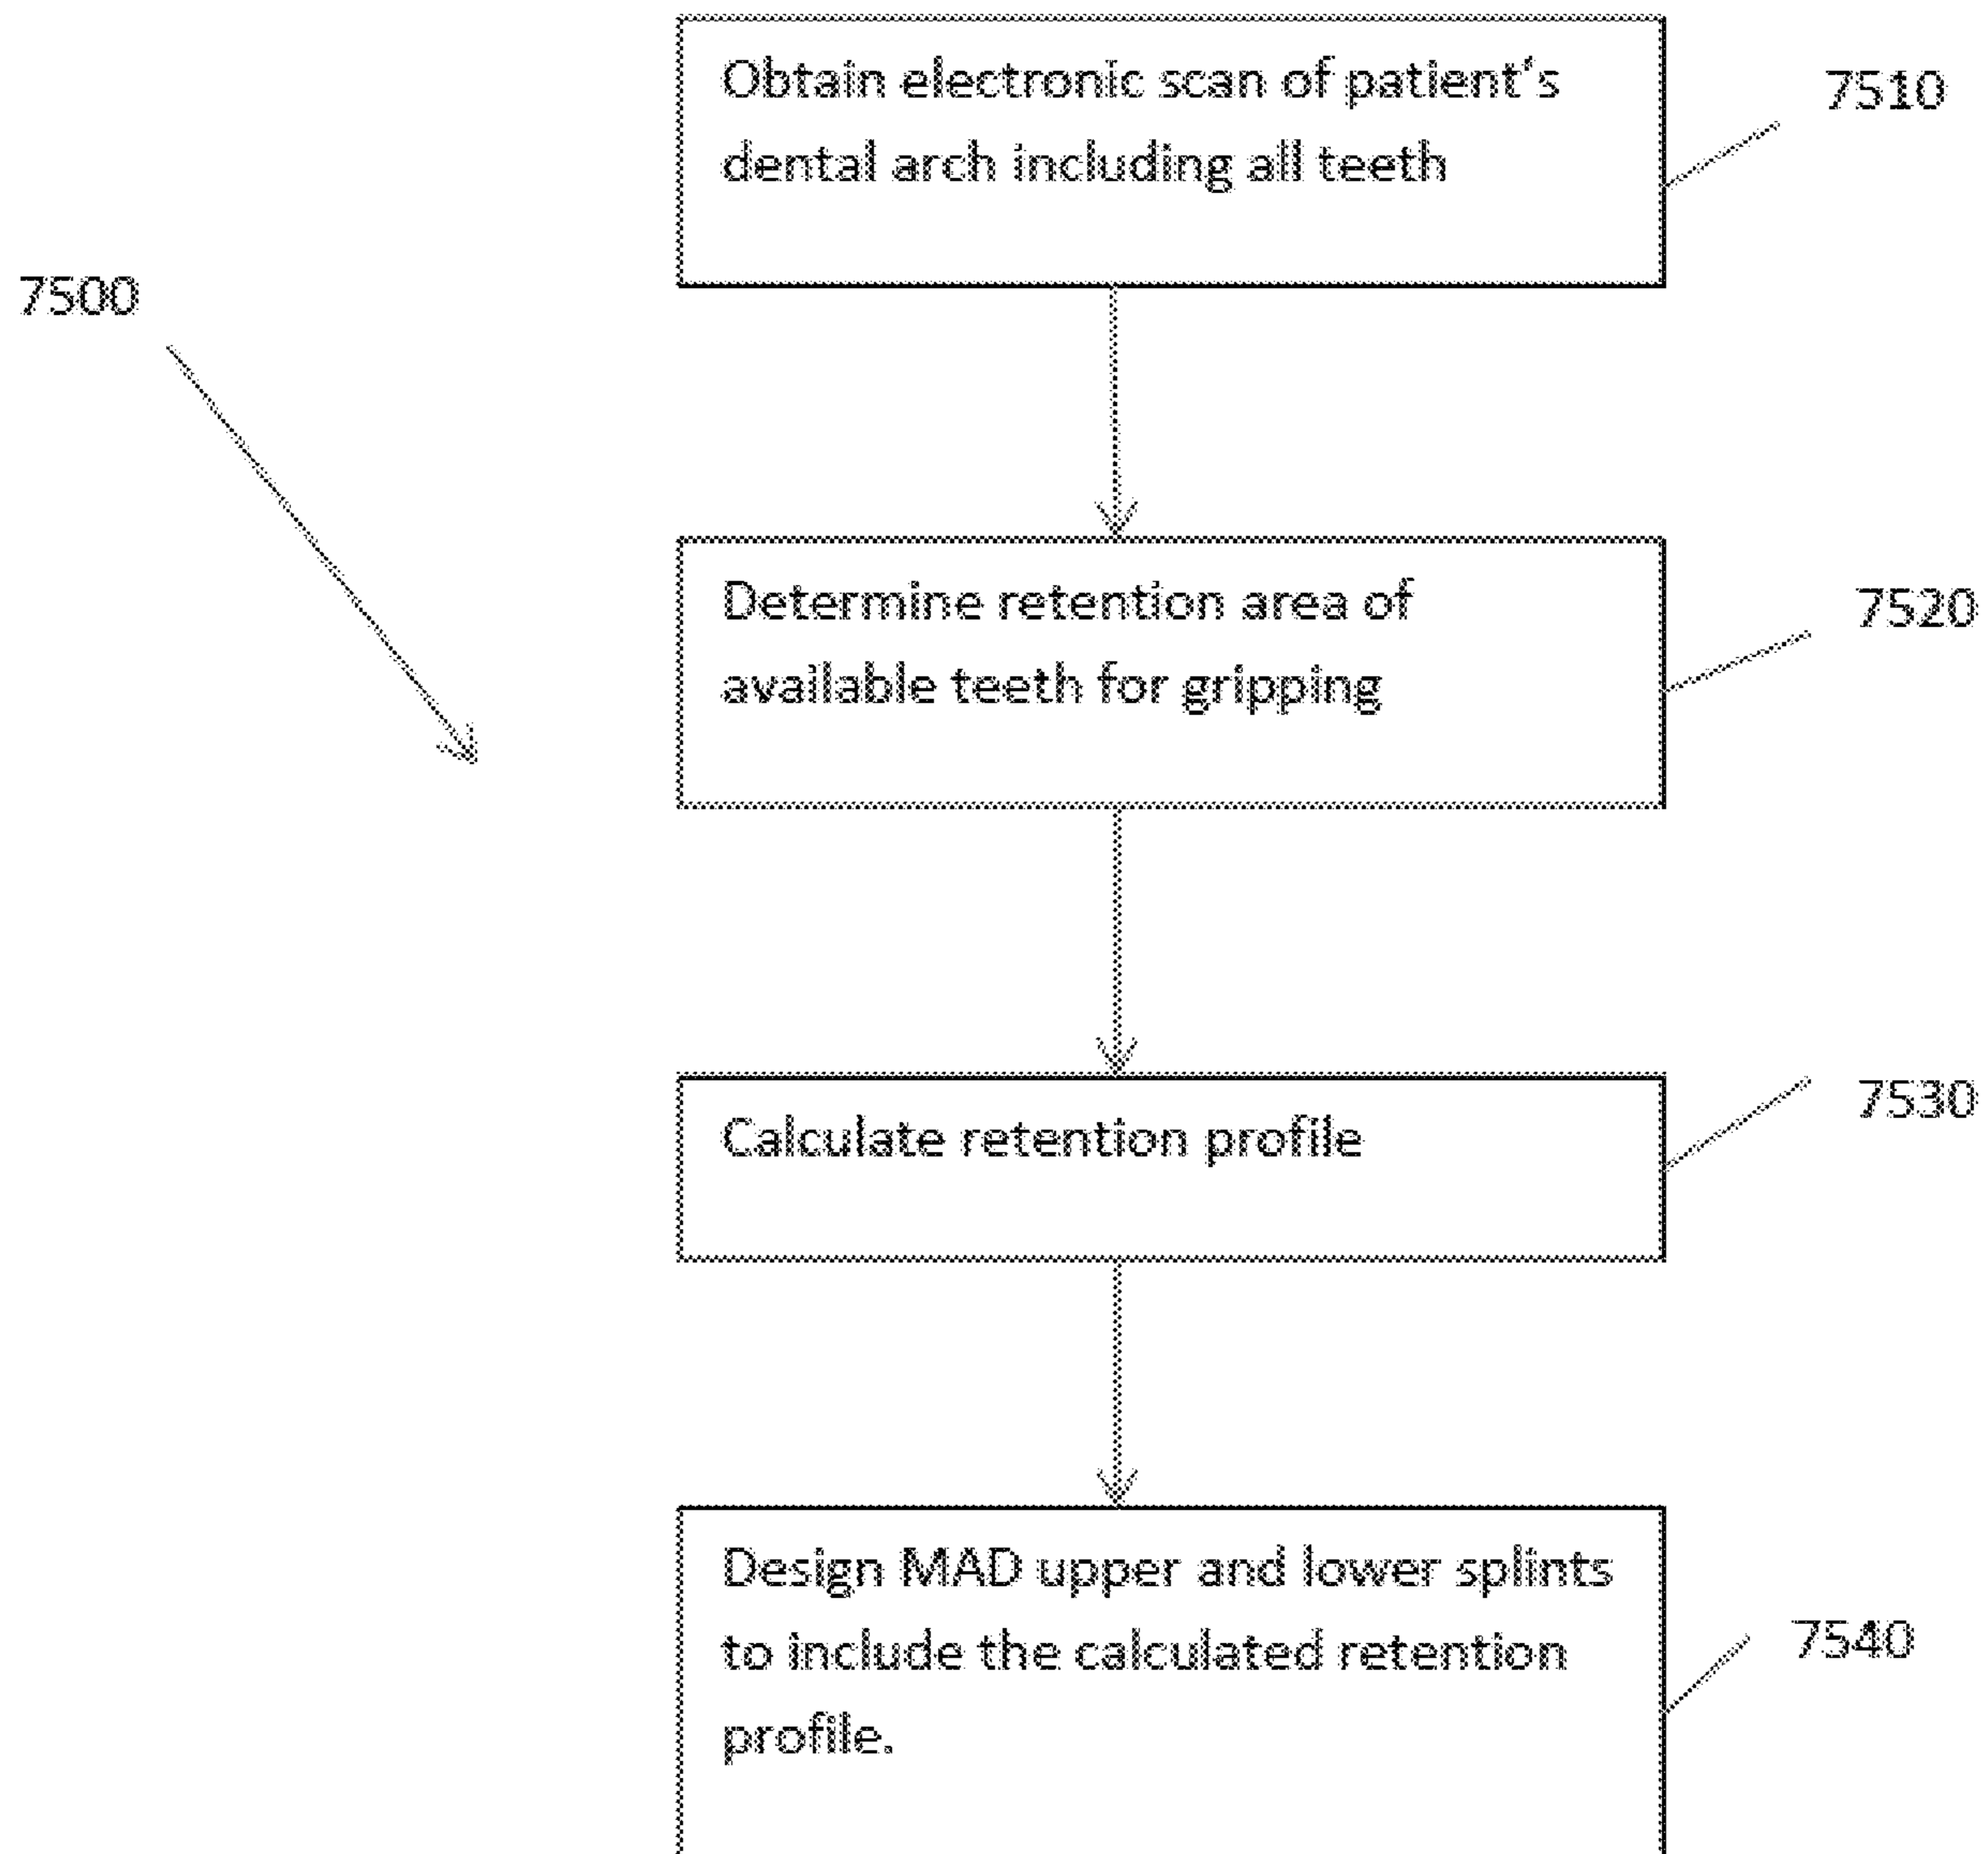 Obtain electronic scan of patient's
dental arch including all teeth
7510
7500
Determine retention area of
available teeth for gripping
7520
Calculate retention profile
7530
Design MAD upper and lower splints
to include the calculated retention
profile.
7540